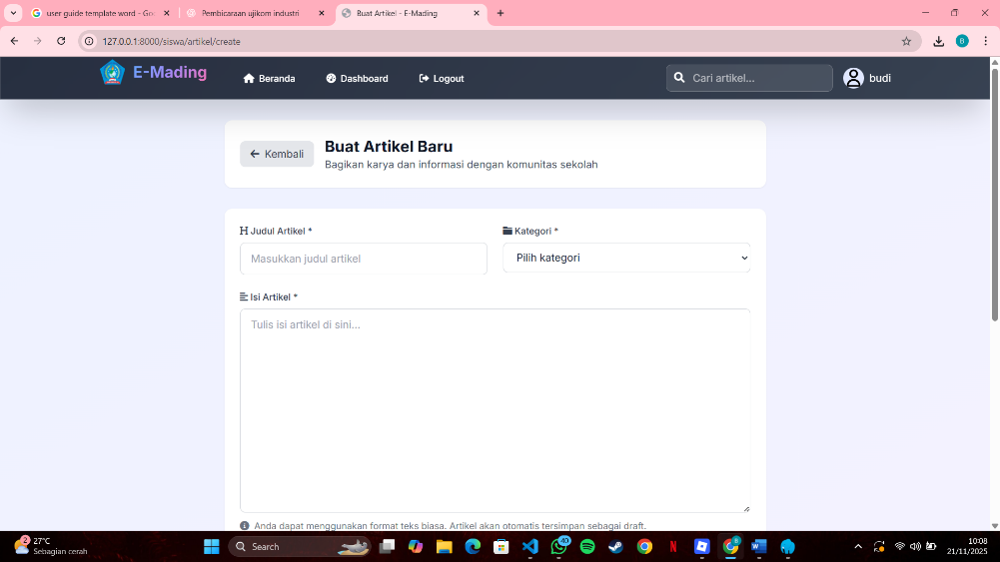 user guide template word - Goo
Pembicaraan ujikom industri
Buat Artikel - E-Mading
127.0.0.1:8000/siswa/artikel/create
B
E-Mading
Beranda
Dashboard
Logout
Cari artikel...
budi
Kembali
Buat Artikel Baru
Bagikan karya dan informasi dengan komunitas sekolah
Judul Artikel *
Kategori *
Masukkan judul artikel
Pilih kategori
Isi Artikel *
Tulis isi artikel di sini...
Anda dapat menggunakan format teks biasa. Artikel akan otomatis tersimpan sebagai draft.
2
27°C
Sebagian cerah
Search
40
10:08
21/11/2025